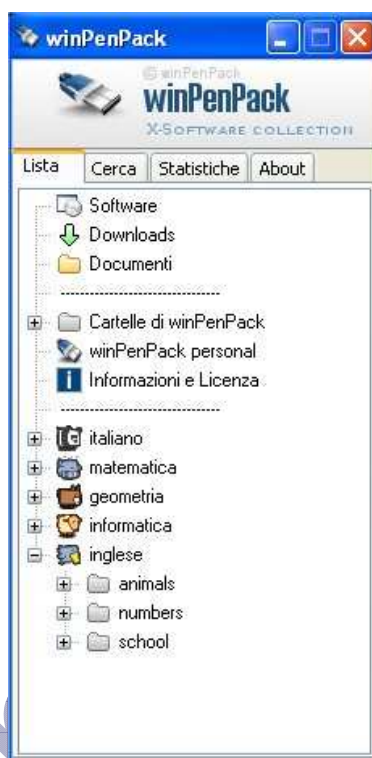 winPenPack
© winPenPack
winPenPack
X-SOFTWARE COLLECTION
Lista Cerca Statistiche About
Software
Downloads
Documenti
--------------------------------
Cartelle di winPenPack
winPenPack personal
Informazioni e Licenza
--------------------------------
italiano
matematica
geometria
informatica
inglese
animals
numbers
school